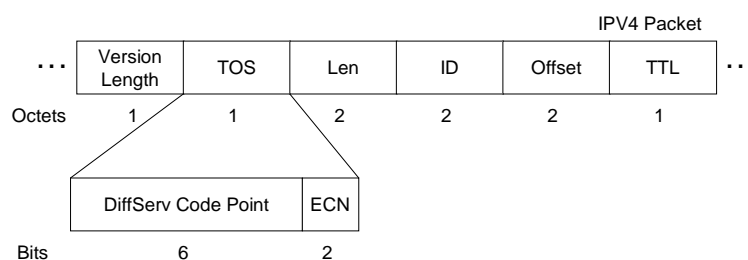 IPV4 Packet
... Version Length TOS Len ID Offset TTL ..
Octets 1 1 2 2 2 1
DiffServ Code Point ECN
Bits 6 2